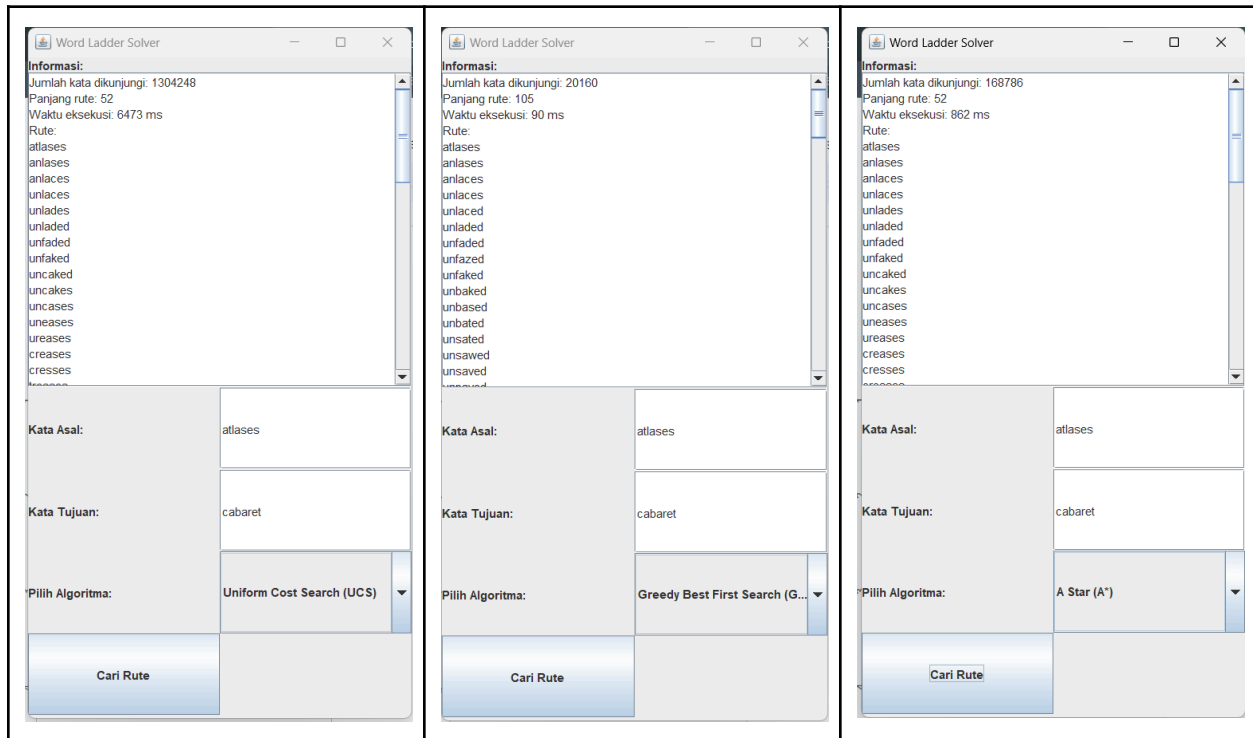 Word Ladder Solver
Informasi:
Jumlah kata dikunjungi: 1304248
Panjang rute: 52
Waktu eksekusi: 6473 ms
Rute:
atlases
anlases
anlaces
unlaces
unlades
unladed
unfaded
unfaked
uncaked
uncakes
uncases
uneases
ureases
creases
cresses
Kata Asal:
atlases
Kata Tujuan:
cabaret
Pilih Algoritma:
Uniform Cost Search (UCS)
Cari Rute
Word Ladder Solver
Informasi:
Jumlah kata dikunjungi: 20160
Panjang rute: 105
Waktu eksekusi: 90 ms
Rute:
atlases
anlases
anlaces
unlaces
unlaced
unladed
unfaded
unfazed
unfaked
unbaked
unbased
unbated
unsated
unsawed
unsaved
Kata Asal:
atlases
Kata Tujuan:
cabaret
Pilih Algoritma:
Greedy Best First Search (G...
Cari Rute
Word Ladder Solver
Informasi:
Jumlah kata dikunjungi: 168786
Panjang rute: 52
Waktu eksekusi: 862 ms
Rute:
atlases
anlases
anlaces
unlaces
unlades
unladed
unfaded
unfaked
uncaked
uncakes
uncases
uneases
ureases
creases
cresses
Kata Asal:
atlases
Kata Tujuan:
cabaret
Pilih Algoritma:
A Star (A*)
Cari Rute